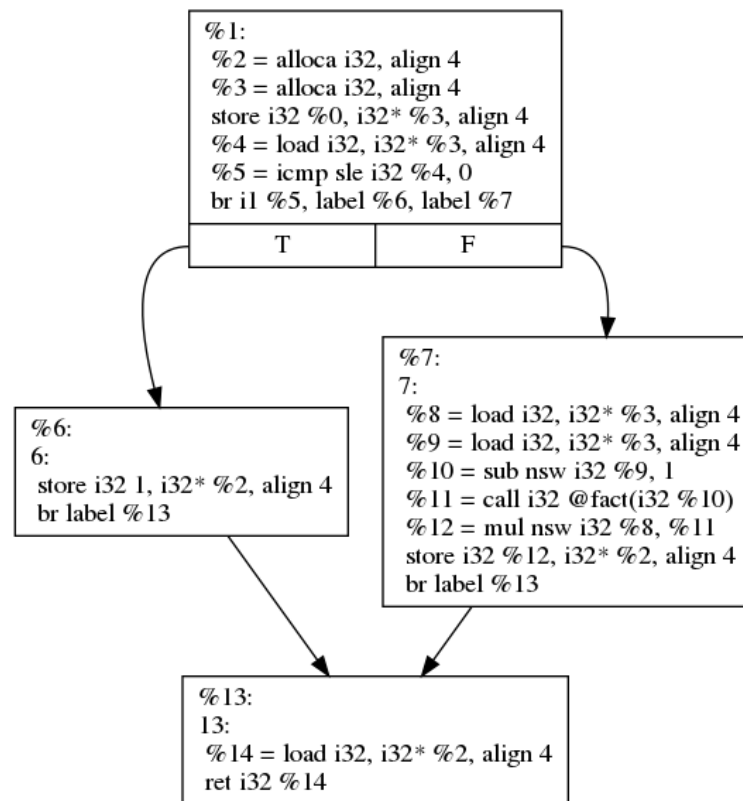 %1:
%2 = alloca i32, align 4
%3 = alloca i32, align 4
store i32 %0, i32* %3, align 4
%4 = load i32, i32* %3, align 4
%5 = icmp sle i32 %4, 0
br i1 %5, label %6, label %7
T F
%6:
6:
store i32 1, i32* %2, align 4
br label %13
%7:
7:
%8 = load i32, i32* %3, align 4
%9 = load i32, i32* %3, align 4
%10 = sub nsw i32 %9, 1
%11 = call i32 @fact(i32 %10)
%12 = mul nsw i32 %8, %11
store i32 %12, i32* %2, align 4
br label %13
%13:
13:
%14 = load i32, i32* %2, align 4
ret i32 %14